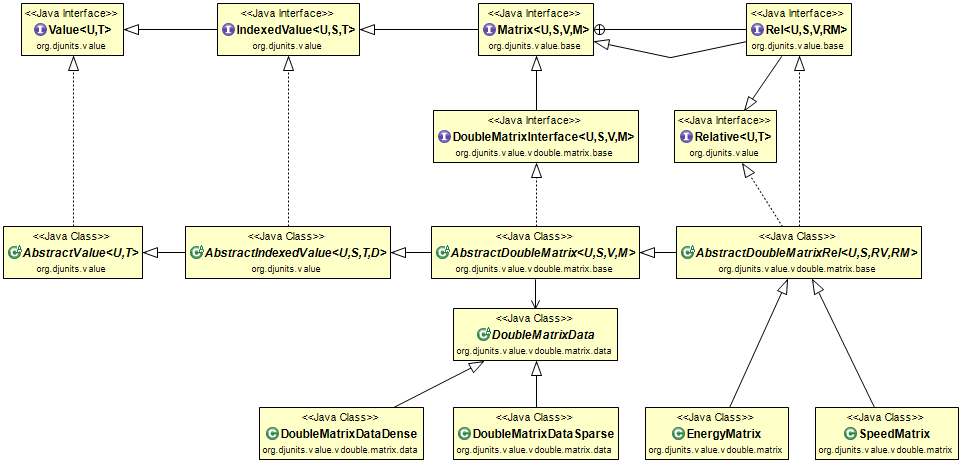 <<Java Interface>>
Value<U,T>
org.djunits.value
<<Java Interface>>
IndexedValue<U,S,T>
org.djunits.value
<<Java Interface>>
Matrix<U,S,V,M>
org.djunits.value.base
<<Java Interface>>
Rel<U,S,V,RM>
org.djunits.value.base
<<Java Interface>>
DoubleMatrixInterface<U,S,V,M>
org.djunits.value.vdouble.matrix.base
<<Java Interface>>
Relative<U,T>
org.djunits.value
<<Java Class>>
AbstractValue<U,T>
org.djunits.value
<<Java Class>>
AbstractIndexedValue<U,S,T,D>
org.djunits.value
<<Java Class>>
AbstractDoubleMatrix<U,S,V,M>
org.djunits.value.vdouble.matrix.base
<<Java Class>>
AbstractDoubleMatrixRel<U,S,RV,RM>
org.djunits.value.vdouble.matrix.base
<<Java Class>>
DoubleMatrixData
org.djunits.value.vdouble.matrix.data
<<Java Class>>
DoubleMatrixDataDense
org.djunits.value.vdouble.matrix.data
<<Java Class>>
DoubleMatrixDataSparse
org.djunits.value.vdouble.matrix.data
<<Java Class>>
EnergyMatrix
org.djunits.value.vdouble.matrix
<<Java Class>>
SpeedMatrix
org.djunits.value.vdouble.matrix